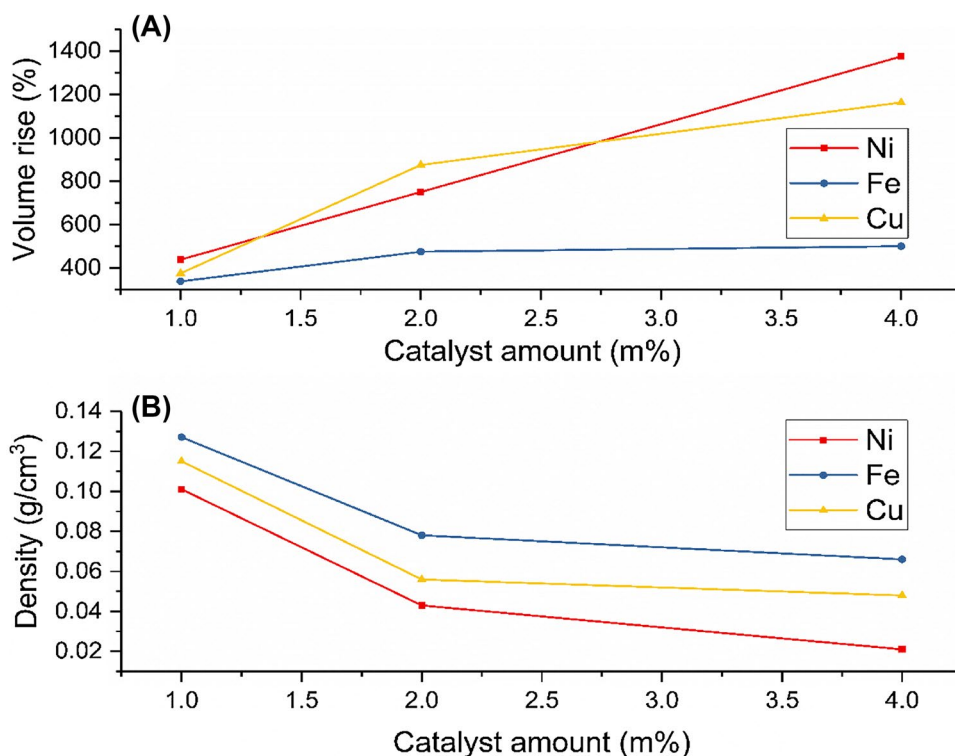 (A)
Volume rise (%)
1400
1200
1000
800
600
400
Ni
Fe
Cu
1.0 1.5 2.0 2.5 3.0 3.5 4.0
Catalyst amount (m%)
(B)
Density (g/cm³)
0.14
0.12
0.10
0.08
0.06
0.04
0.02
Ni
Fe
Cu
1.0 1.5 2.0 2.5 3.0 3.5 4.0
Catalyst amount (m%)